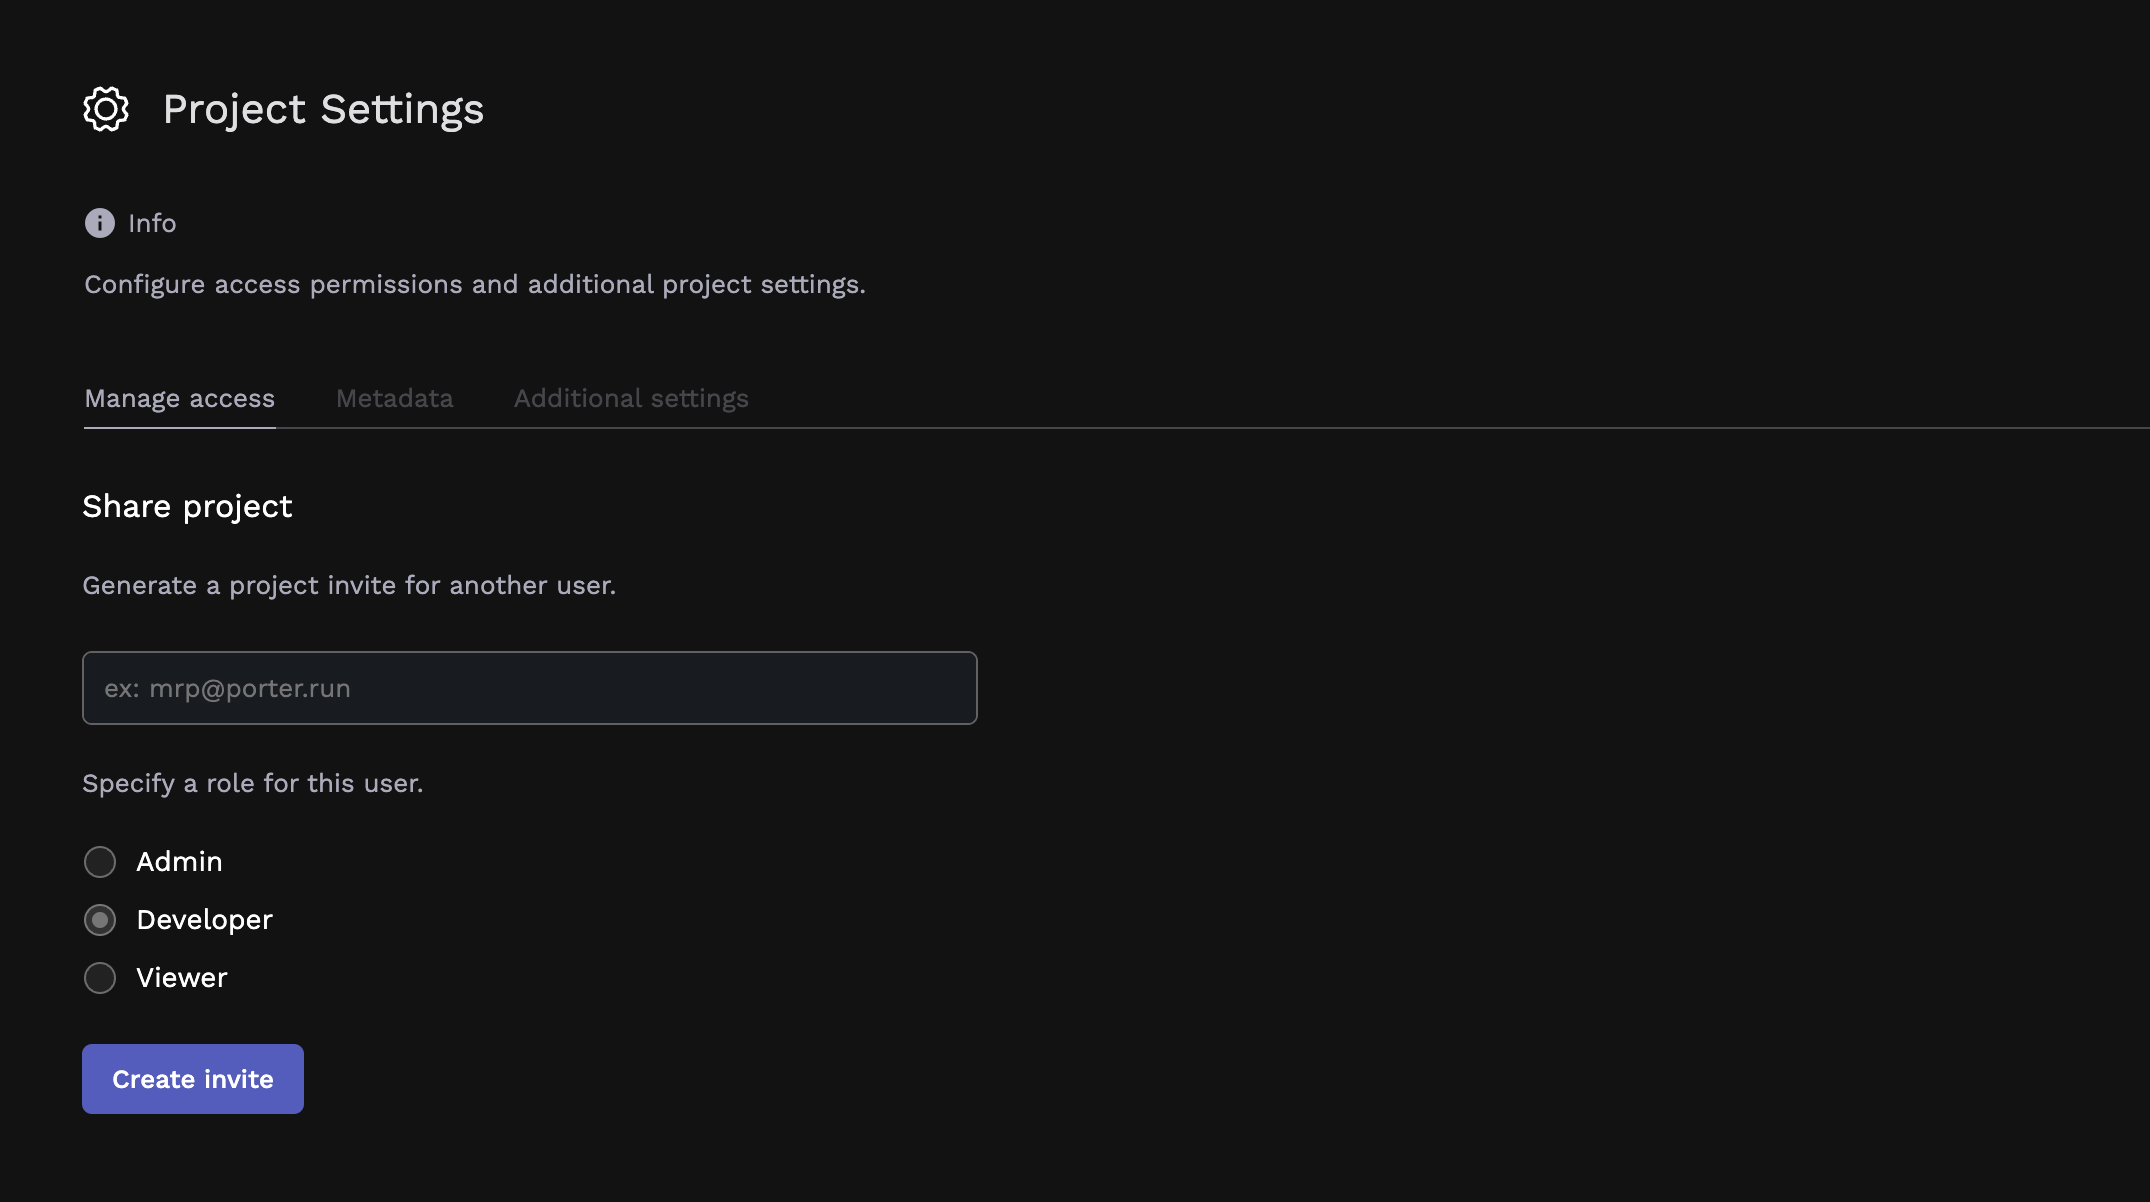 Project Settings
Info
Configure access permissions and additional project settings.
Manage access Metadata Additional settings
Share project
Generate a project invite for another user.
ex: mrp@porter.run
Specify a role for this user.
Admin
Developer
Viewer
Create invite